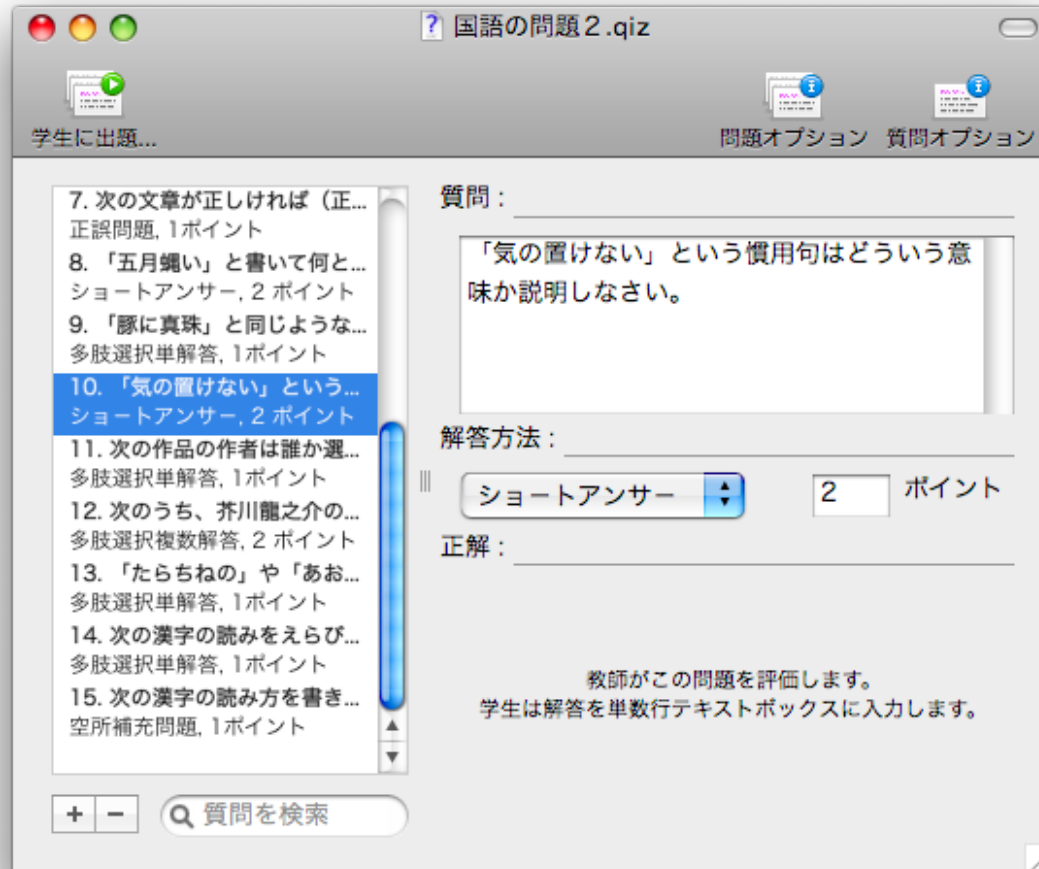 国語の問題2.qiz
学生に出題...
問題オプション
質問オプション
7. 次の文章が正しければ（正...
正誤問題, 1ポイント
8. 「五月蝿い」と書いて何と...
ショートアンサー, 2 ポイント
9. 「豚に真珠」と同じような...
多肢選択単解答, 1ポイント
10. 「気の置けない」という...
ショートアンサー, 2 ポイント
11. 次の作品の作者は誰か選...
多肢選択単解答, 1ポイント
12. 次のうち、芥川龍之介の...
多肢選択複数解答, 2 ポイント
13. 「たらちねの」や「あお...
多肢選択単解答, 1ポイント
14. 次の漢字の読みをえらび...
多肢選択単解答, 1ポイント
15. 次の漢字の読み方を書き...
空所補充問題, 1ポイント
質問を検索
質問：
「気の置けない」という慣用句はどういう意
味か説明しなさい。
解答方法：
ショートアンサー
2 ポイント
正解：
教師がこの問題を評価します。
学生は解答を単数行テキストボックスに入力します。